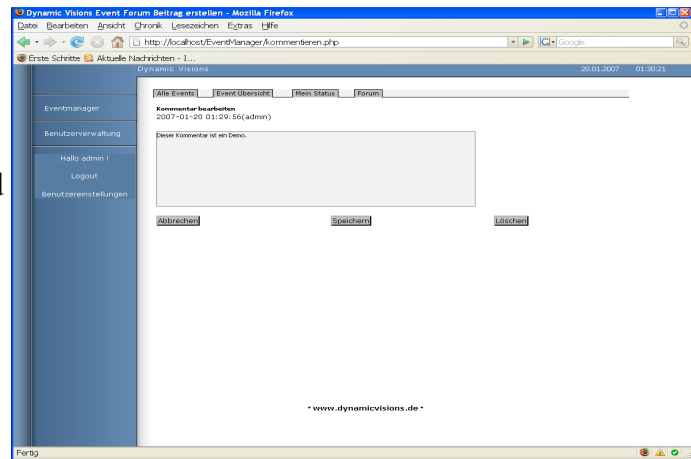 Dynamic Visions Event Forum Beitrag erstellen - Mozilla Firefox
Datei Bearbeiten Ansicht Chronik Lesezeichen Extras Hilfe
http://localhost/EventManager/kommentieren.php
Google
Erste Schritte Aktuelle Nachrichten - 1...
Dynamic Visions 20.01.2007 01:30:21
Alle Events Event Übersicht Mein Status Forum
Eventmanager
Benutzerverwaltung
Hallo admin !
Logout
Benutzereinstellungen
Kommentar bearbeiten
2007-01-20 01:29:56(admin)
Dieser Kommentar ist ein Demo.
Abbrechen Speichern Löschen
* www.dynamicvisions.de *
Fertig